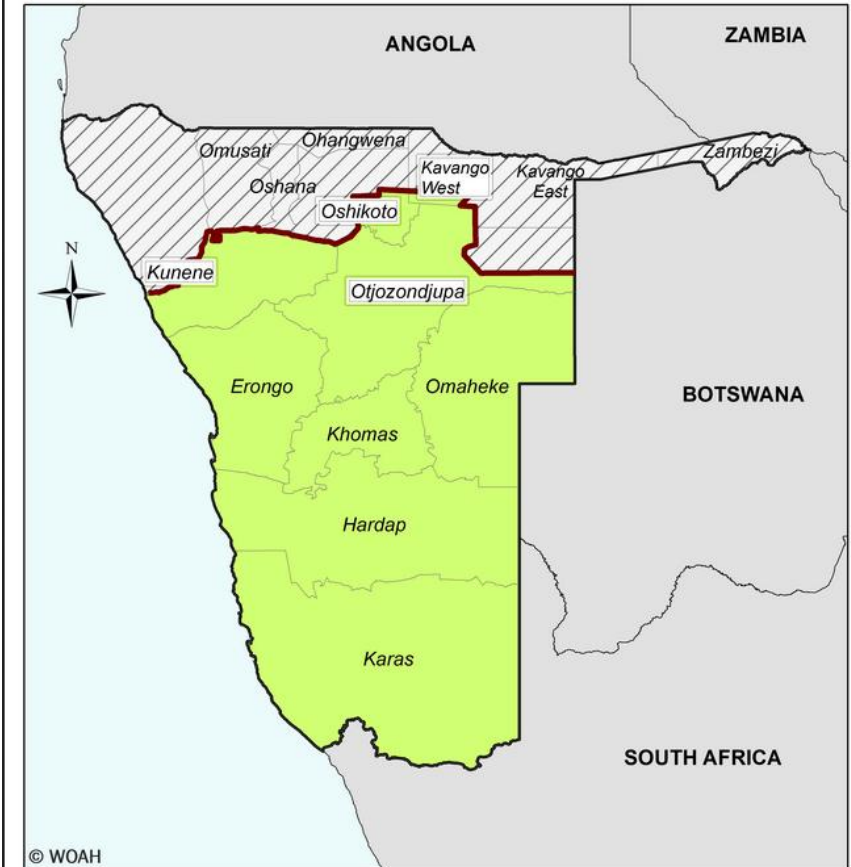 ANGOLA
ZAMBIA
Ohangwena
Omusati
Zambezi
Kavango
West
Kavango
East
Oshana
Oshikoto
N
Kunene
Otjozondjupa
Erongo
Omaheke
BOTSWANA
Khomas
Hardap
Karas
SOUTH AFRICA
© WOAH